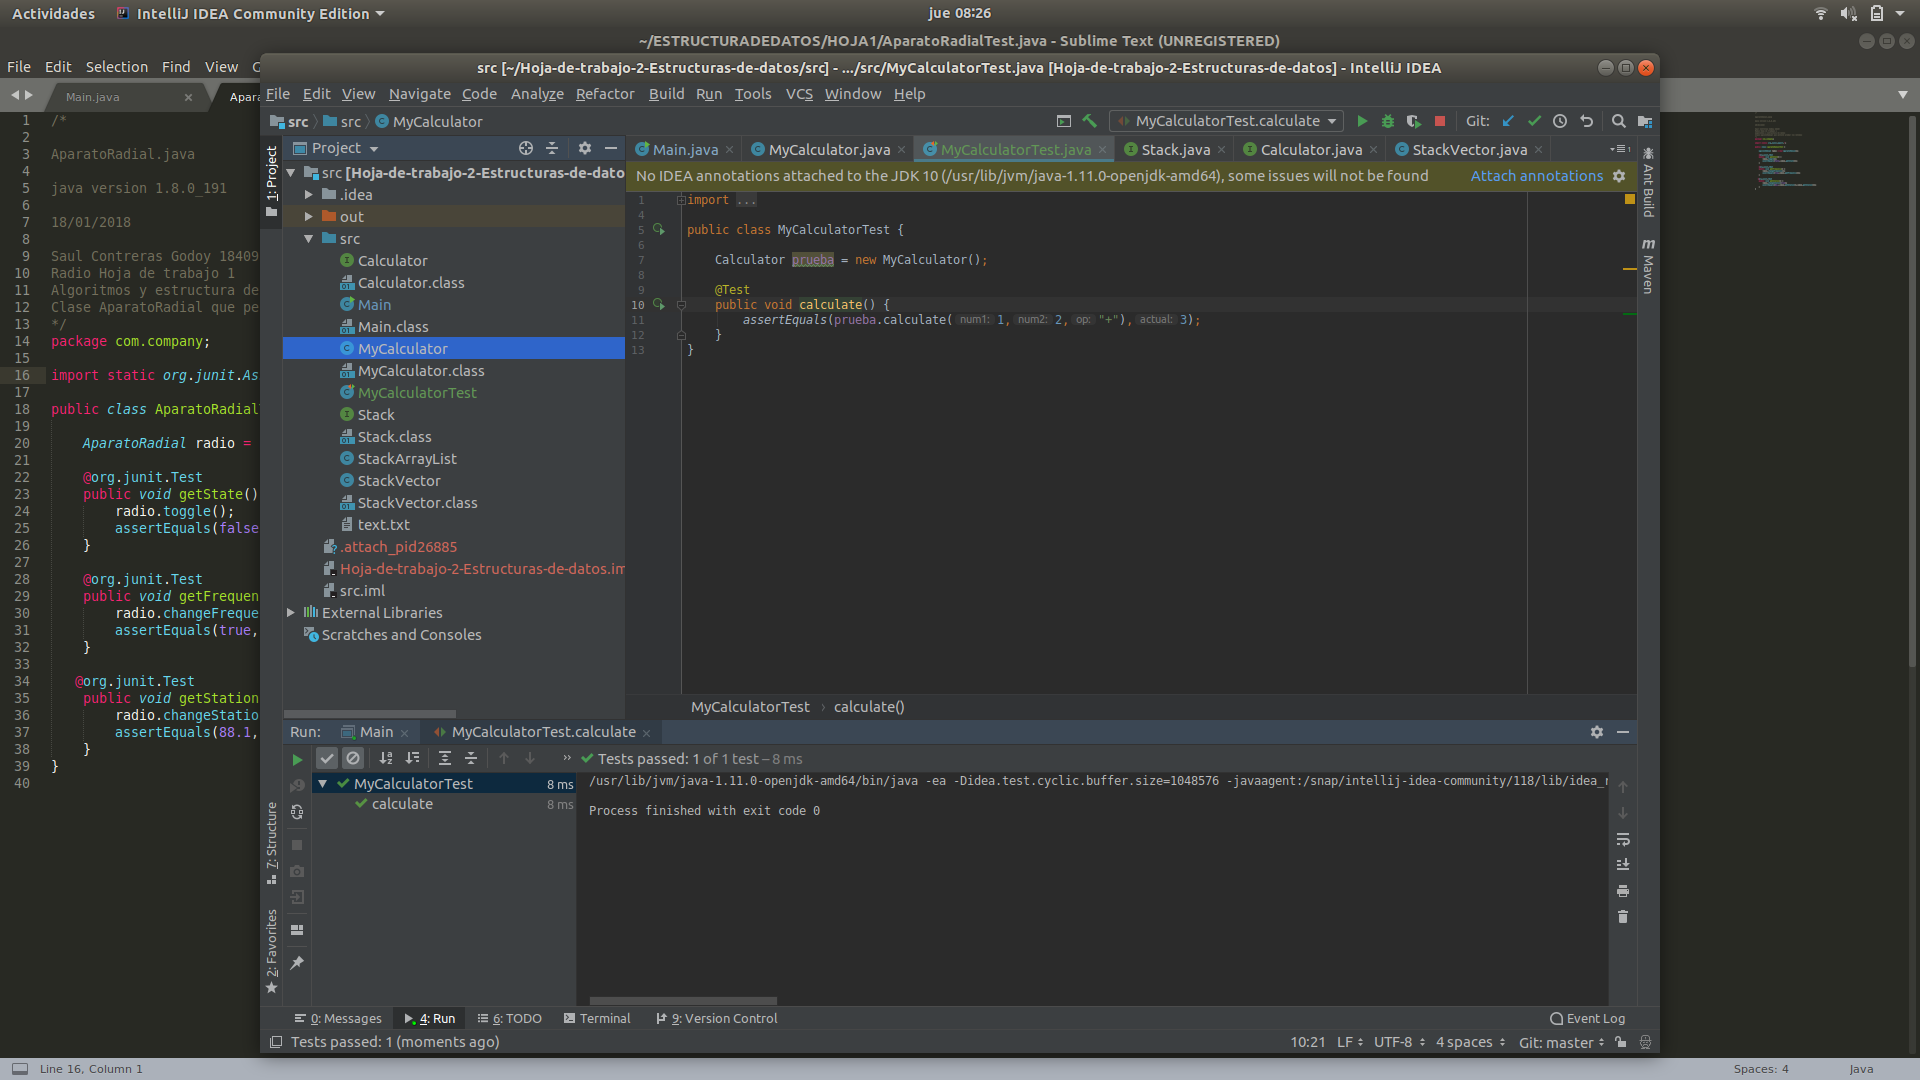 Actividades
IntelliJ IDEA Community Edition
jue 08:26
~/ESTRUCTURADEDATOS/HOJA1/AparatoRadialTest.java - Sublime Text (UNREGISTERED)
File Edit Selection Find View
Main.java
1 /*
2
3 AparatoRadial.java
4
5 java version 1.8.0_191
6
7 18/01/2018
8
9 Saul Contreras Godoy 18409
10 Radio Hoja de trabajo 1
11 Algoritmos y estructura de
12 Clase AparatoRadial que pe
13 */
14 package com.company;
15
16 import static org.junit.As
17
18 public class AparatoRadial
19
20 AparatoRadial radio =
21
22 @org.junit.Test
23 public void getState()
24 radio.toggle();
25 assertEquals(false
26 }
27
28 @org.junit.Test
29 public void getFrequen
30 radio.changeFreque
31 assertEquals(true,
32 }
33
34 @org.junit.Test
35 public void getStation
36 radio.changeStatio
37 assertEquals(88.1,
38 }
39 }
40
src [~/Hoja-de-trabajo-2-Estructuras-de-datos/src] - .../src/MyCalculatorTest.java [Hoja-de-trabajo-2-Estructuras-de-datos] - IntelliJ IDEA
File Edit View Navigate Code Analyze Refactor Build Run Tools VCS Window Help
src src MyCalculator
MyCalculatorTest.calculate
Git:
1: Project
Project
src [Hoja-de-trabajo-2-Estructuras-de-dato
.idea
out
src
Calculator
Calculator.class
Main
Main.class
MyCalculator
MyCalculator.class
MyCalculatorTest
Stack
Stack.class
StackArrayList
StackVector
StackVector.class
text.txt
.attach_pid26885
Hoja-de-trabajo-2-Estructuras-de-datos.im
src.iml
External Libraries
Scratches and Consoles
Main.java MyCalculator.java MyCalculatorTest.java Stack.java Calculator.java StackVector.java
No IDEA annotations attached to the JDK 10 (/usr/lib/jvm/java-1.11.0-openjdk-amd64), some issues will not be found
Attach annotations
1 import ...
4
5 public class MyCalculatorTest {
6
7 Calculator prueba = new MyCalculator();
8
9 @Test
10 public void calculate() {
11 assertEquals(prueba.calculate( num1: 1, num2: 2, op: "+"), actual: 3);
12 }
13 }
MyCalculatorTest › calculate()
Ant Build
Maven
Run: Main MyCalculatorTest.calculate
Tests passed: 1 of 1 test – 8 ms
MyCalculatorTest 8 ms
calculate 8 ms
/usr/lib/jvm/java-1.11.0-openjdk-amd64/bin/java -ea -Didea.test.cyclic.buffer.size=1048576 -javaagent:/snap/intellij-idea-community/118/lib/idea_r
Process finished with exit code 0
7: Structure
2: Favorites
0: Messages 4: Run 6: TODO Terminal 9: Version Control
Event Log
Tests passed: 1 (moments ago)
10:21 LF UTF-8 4 spaces Git: master
Line 16, Column 1
Spaces: 4
Java